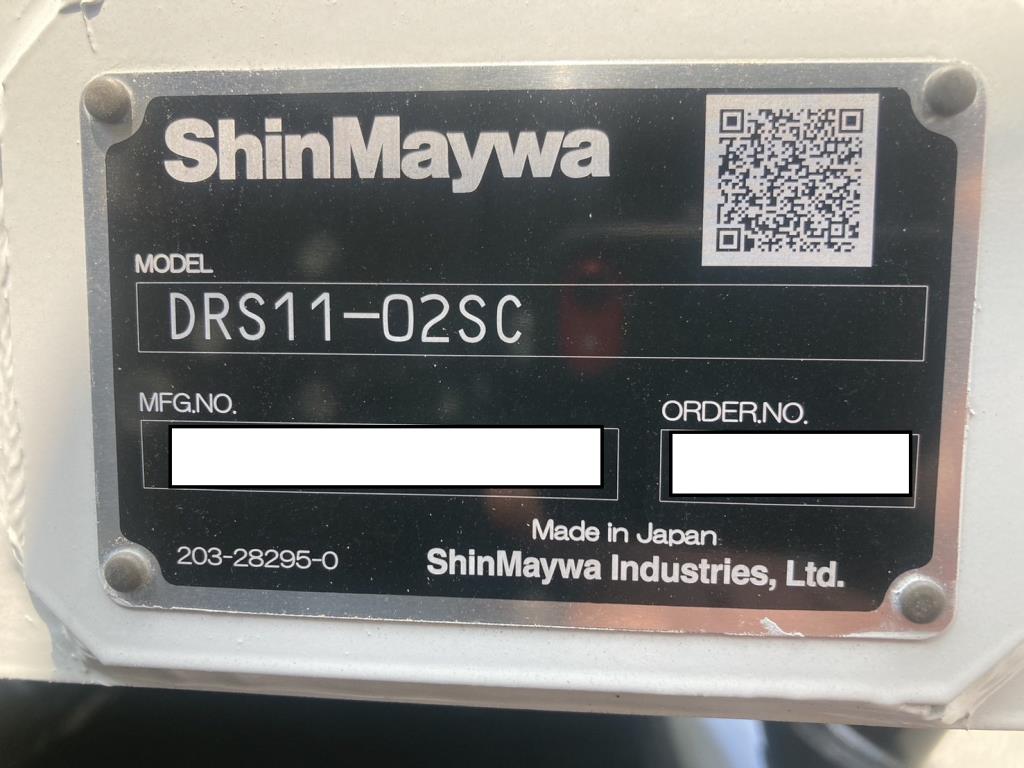 ShinMaywa
MODEL
DRS11-02SC
MFG.NO.
ORDER.NO.
Made in Japan
203-28295-0
ShinMaywa Industries, Ltd.